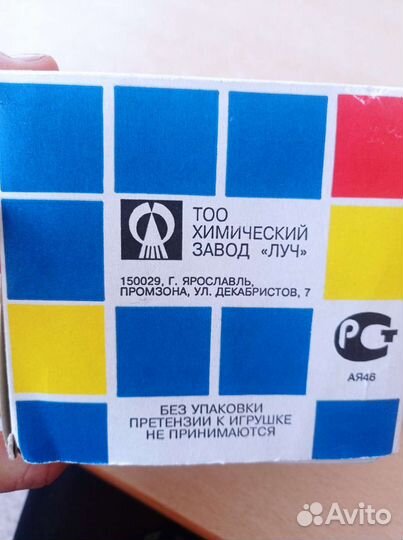 ТОО
ХИМИЧЕСКИЙ
ЗАВОД «ЛУЧ»
150029, Г. ЯРОСЛАВЛЬ,
ПРОМЗОНА, УЛ. ДЕКАБРИСТОВ, 7
РСТ
АЯ46
БЕЗ УПАКОВКИ
ПРЕТЕНЗИИ К ИГРУШКЕ
НЕ ПРИНИМАЮТСЯ
Avito